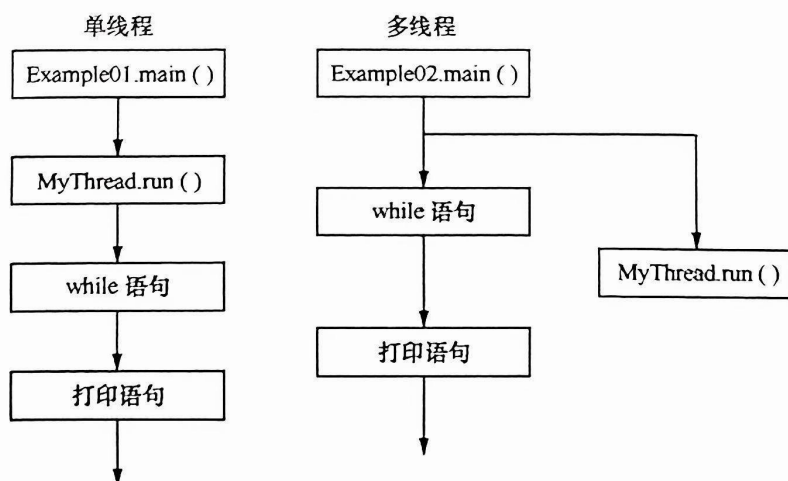 单线程
Example01.main ( )
MyThread.run ( )
while 语句
打印语句
多线程
Example02.main ( )
while 语句
打印语句
MyThread.run ( )